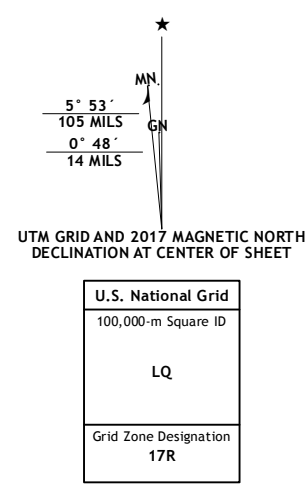 ★
MN.
5° 53´
105 MILS
GN
0° 48´
14 MILS
UTM GRID AND 2017 MAGNETIC NORTH
DECLINATION AT CENTER OF SHEET
U.S. National Grid
100,000-m Square ID
LQ
Grid Zone Designation
17R